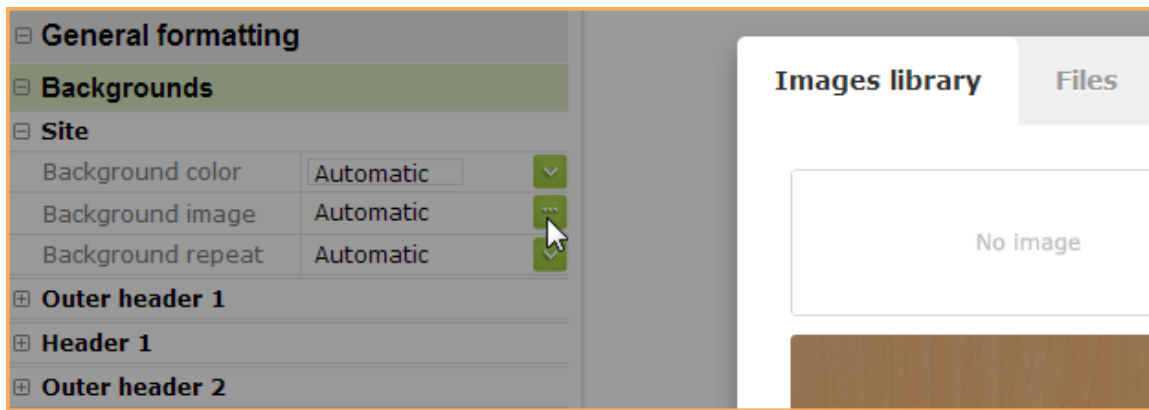 General formatting
Backgrounds
Site
Background color Automatic
Background image Automatic
Background repeat Automatic
Outer header 1
Header 1
Outer header 2
Images library Files
No image